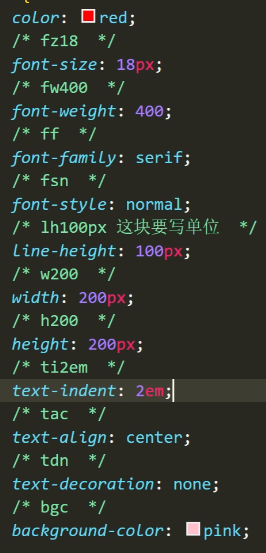 {
color: red;
/* fz18  */
font-size: 18px;
/* fw400  */
font-weight: 400;
/* ff  */
font-family: serif;
/* fsn  */
font-style: normal;
/* lh100px 这块要写单位  */
line-height: 100px;
/* w200  */
width: 200px;
/* h200  */
height: 200px;
/* ti2em  */
text-indent: 2em;
/* tac  */
text-align: center;
/* tdn  */
text-decoration: none;
/* bgc  */
background-color: pink;